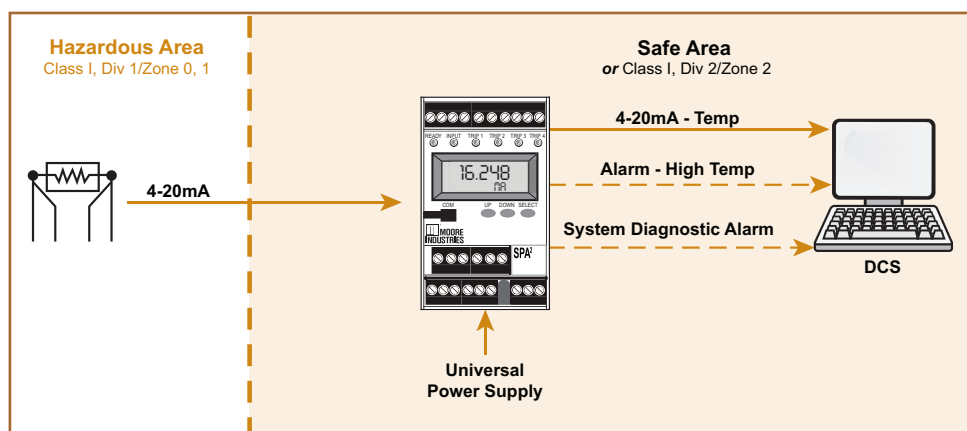 Hazardous Area
Class I, Div 1/Zone 0, 1
4-20mA
Safe Area
or Class I, Div 2/Zone 2
READY INPUT TRIP 1 TRIP 2 TRIP 3 TRIP 4
16.248
MA
COM UP DOWN SELECT
MOORE
INDUSTRIES
SPA²
4-20mA - Temp
Alarm - High Temp
System Diagnostic Alarm
DCS
Universal
Power Supply